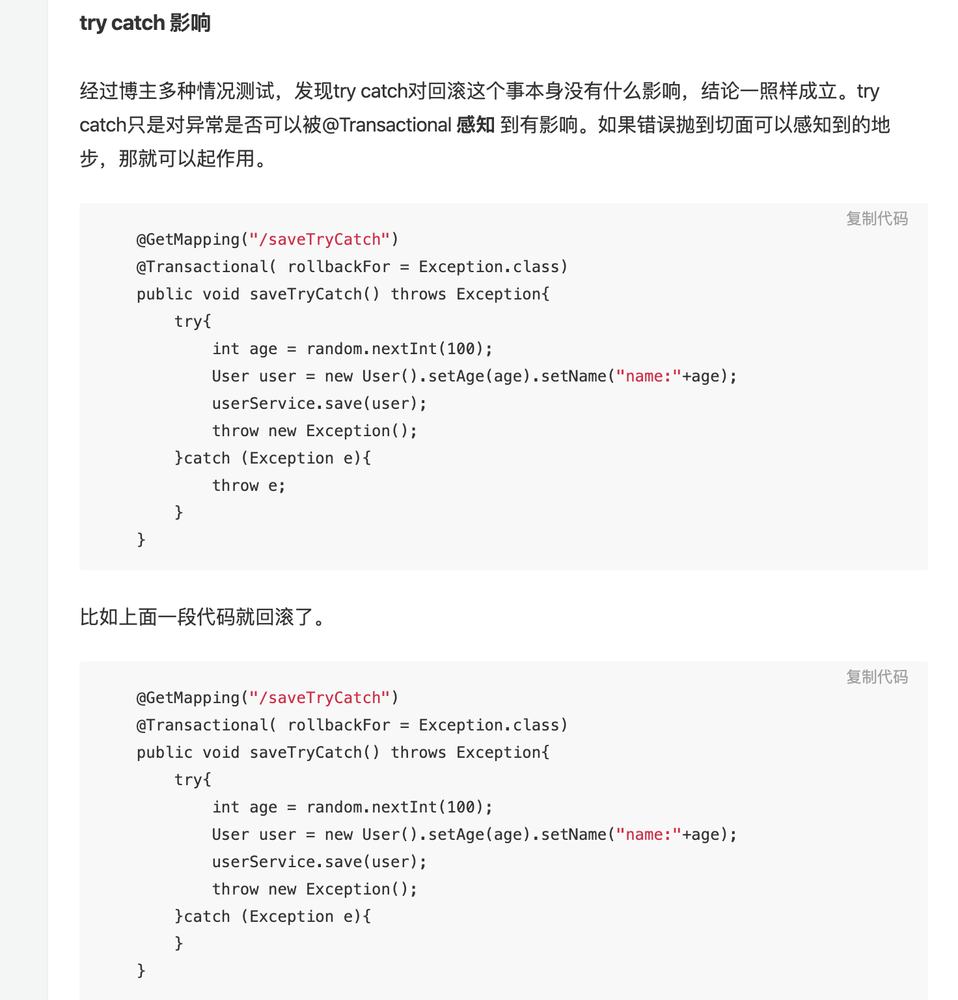 try catch 影响
经过博主多种情况测试，发现try catch对回滚这个事本身没有什么影响，结论一照样成立。try
catch只是对异常是否可以被@Transactional 感知 到有影响。如果错误抛到切面可以感知到的地
步，那就可以起作用。
复制代码
@GetMapping("/saveTryCatch")
@Transactional( rollbackFor = Exception.class)
public void saveTryCatch() throws Exception{
try{
int age = random.nextInt(100);
User user = new User().setAge(age).setName("name:"+age);
userService.save(user);
throw new Exception();
}catch (Exception e){
throw e;
}
}
比如上面一段代码就回滚了。
复制代码
@GetMapping("/saveTryCatch")
@Transactional( rollbackFor = Exception.class)
public void saveTryCatch() throws Exception{
try{
int age = random.nextInt(100);
User user = new User().setAge(age).setName("name:"+age);
userService.save(user);
throw new Exception();
}catch (Exception e){
}
}